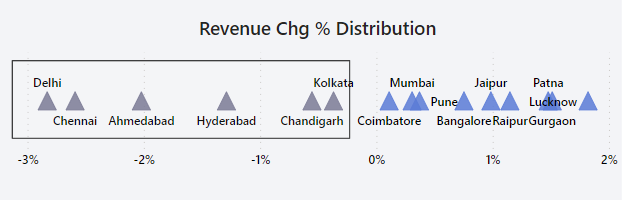 Revenue Chg % Distribution
Delhi Kolkata Mumbai Jaipur Patna
Pune Lucknow
Chennai Ahmedabad Hyderabad Chandigarh Coimbatore Bangalore Raipur Gurgaon
-3% -2% -1% 0% 1% 2%